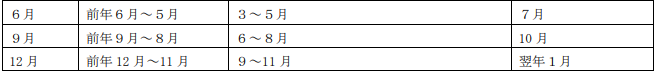 ６月 前年６月～５月 ３～５月 ７月
９月 前年９月～８月 ６～８月 10月
12月 前年12月～11月 ９～11月 翌年１月